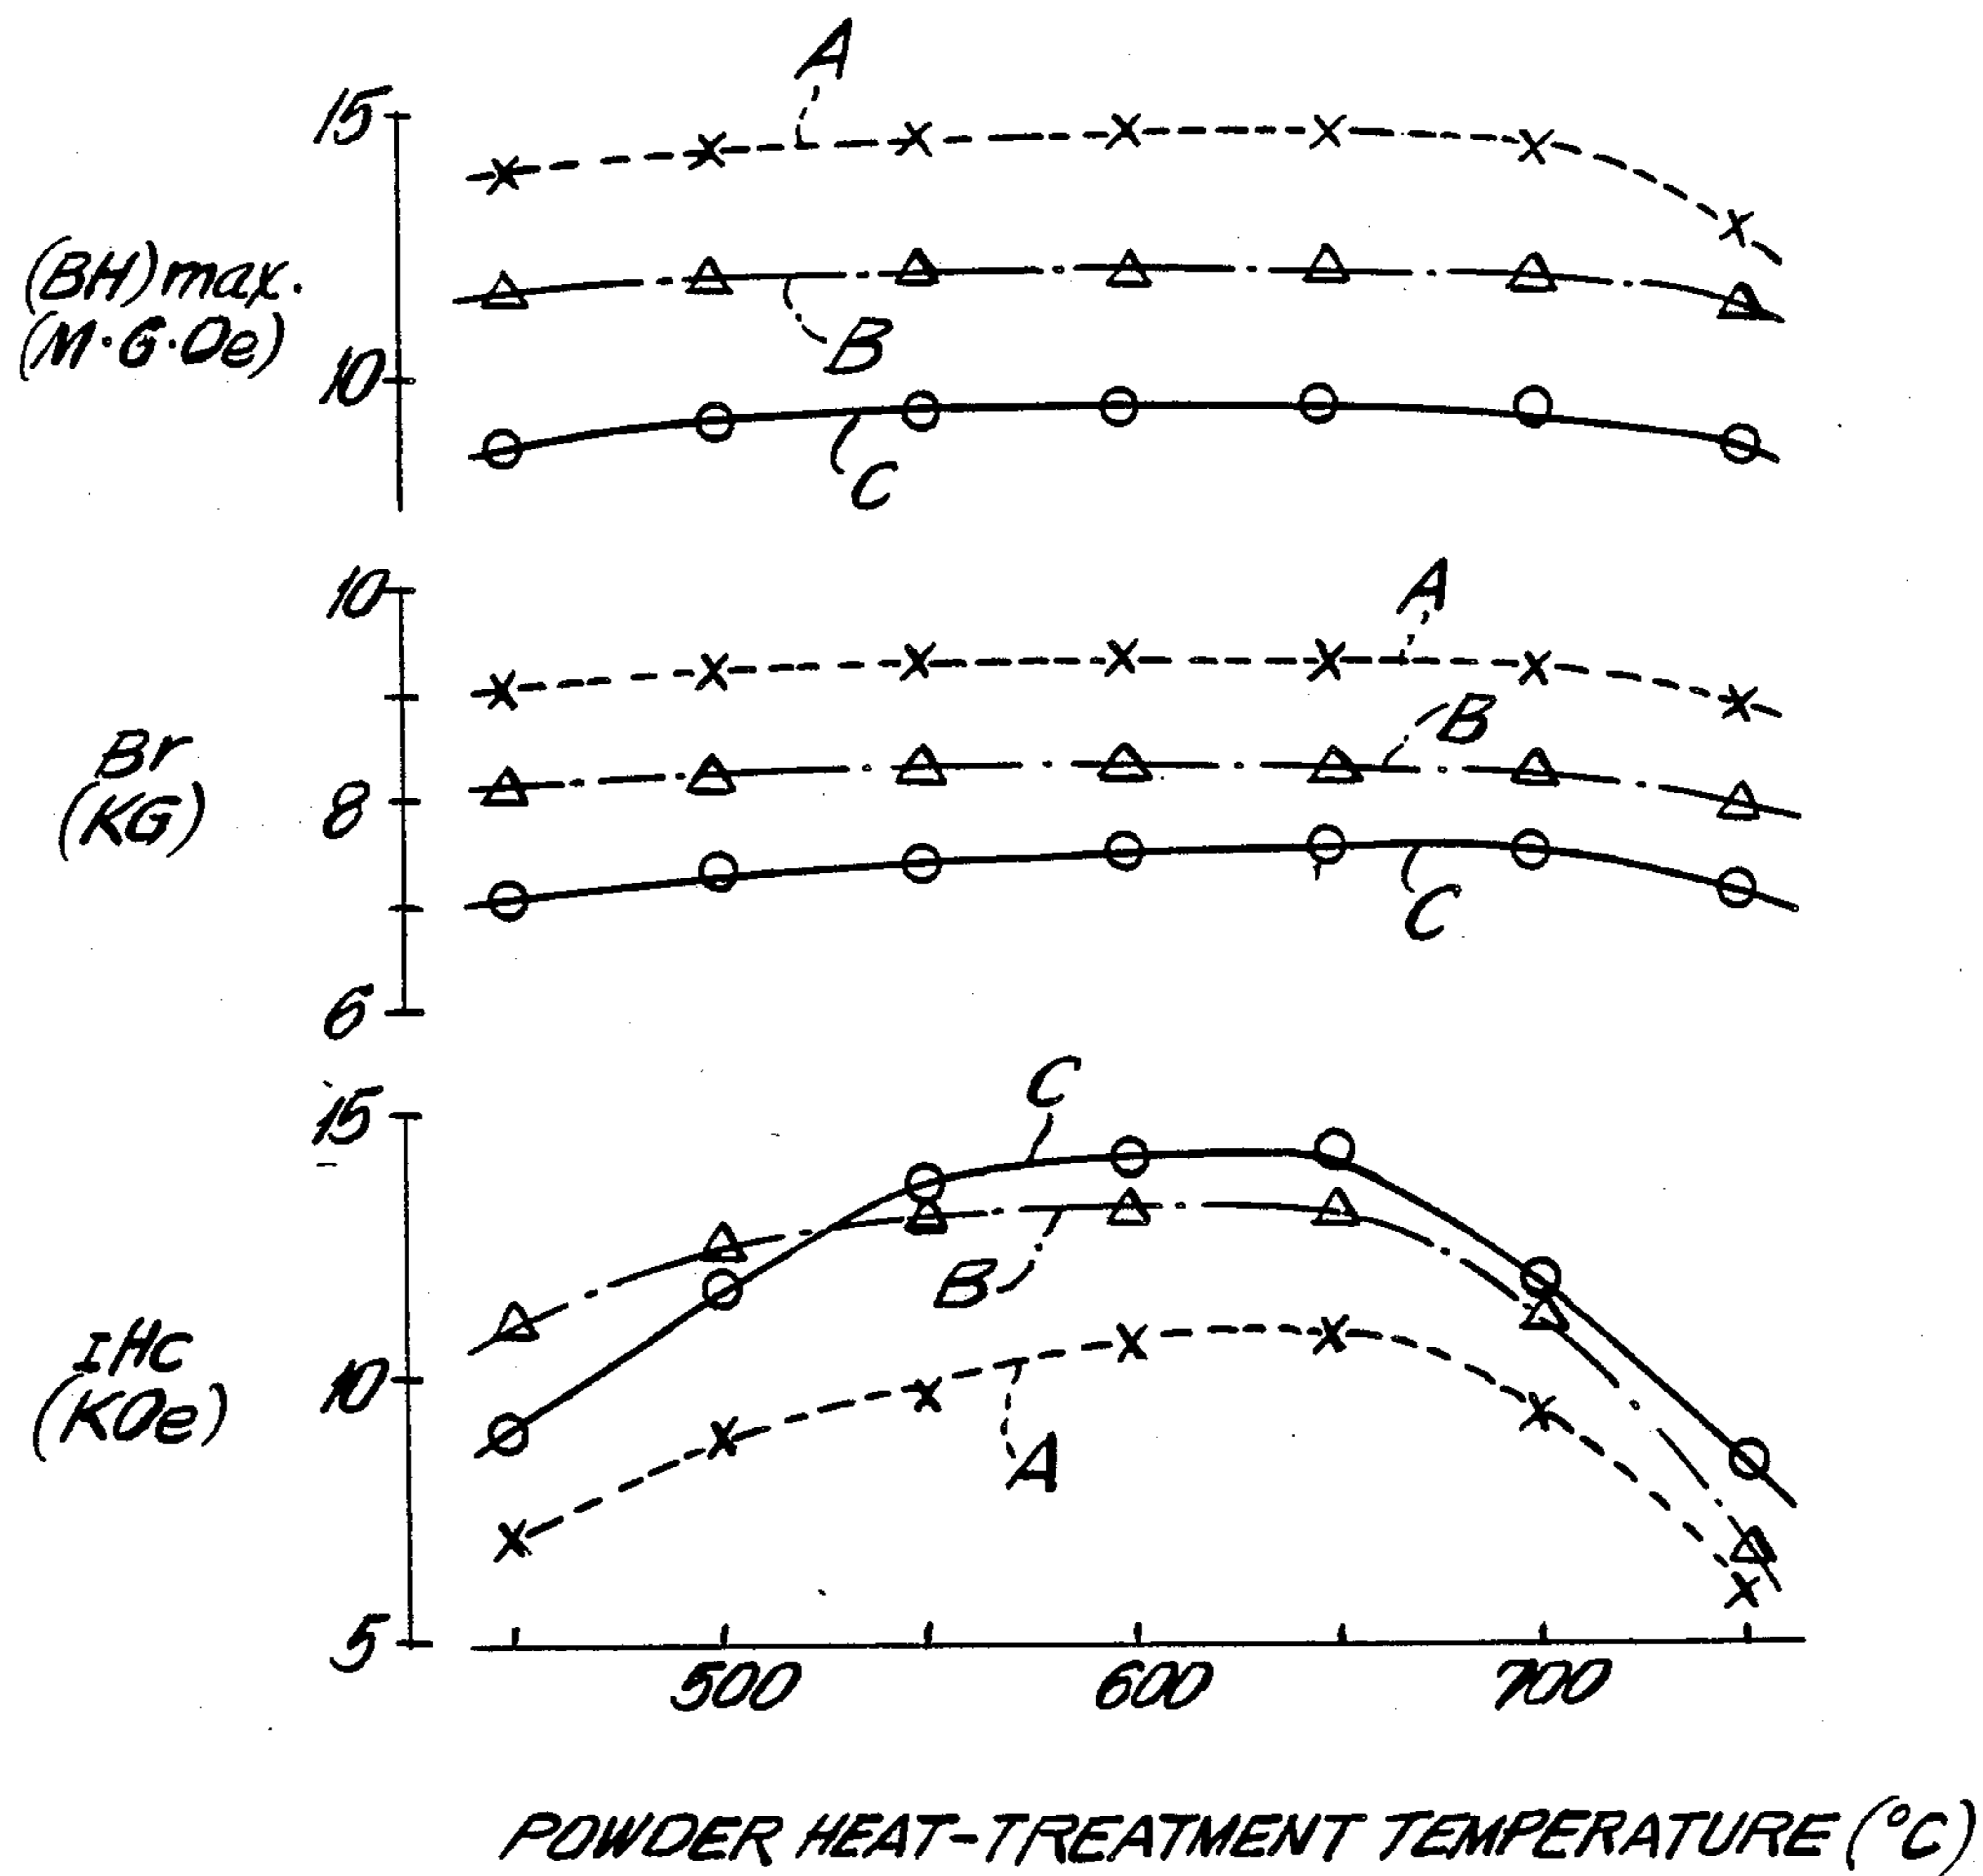 A
15
(BH)max.
(M·G·Oe)
B
10
C
10
A
B
Br
(KG)
8
C
6
C
15
B
IHC
(KOe)
10
A
5
500 600 700
POWDER HEAT-TREATMENT TEMPERATURE (°C)